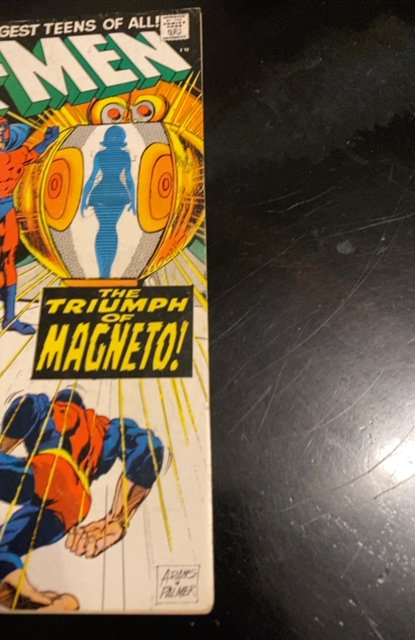 GEST TEENS OF ALL!
-MEN
THE
TRIUMPH
OF
MAGNETO!
ADAMS
PALMER